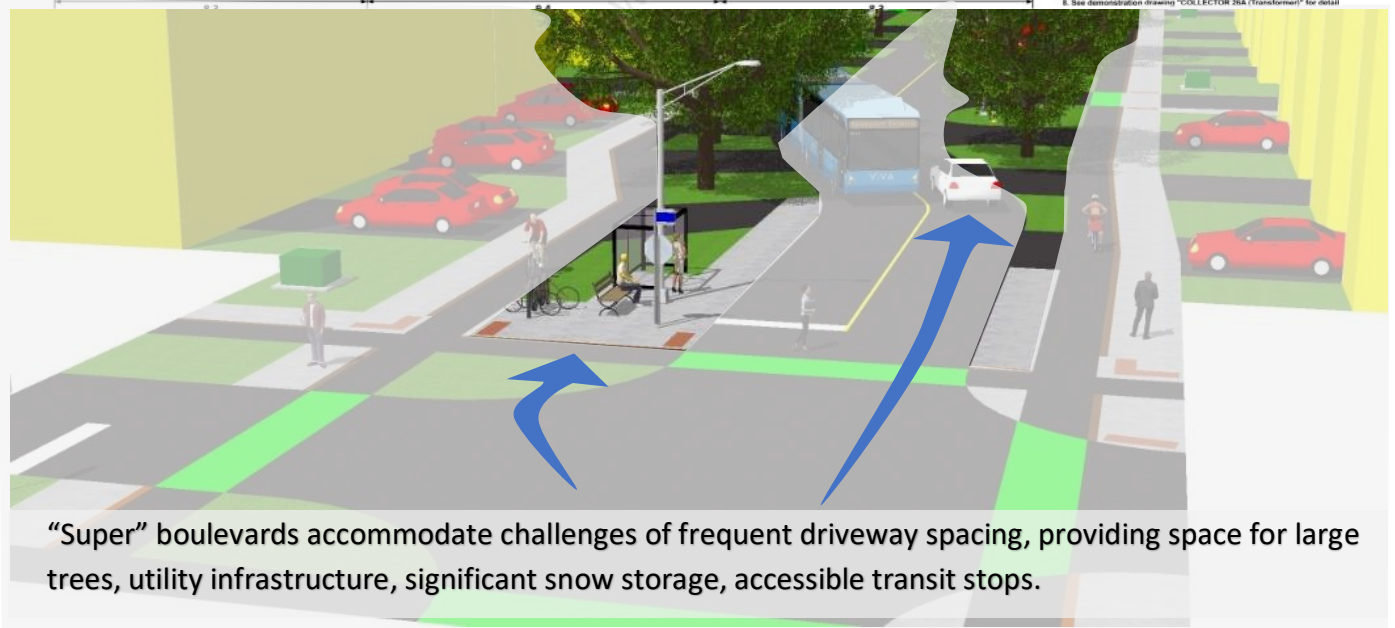 8. See demonstration drawing "COLLECTOR 26A (Transformer)" for detail
VIVA
“Super” boulevards accommodate challenges of frequent driveway spacing, providing space for large
trees, utility infrastructure, significant snow storage, accessible transit stops.